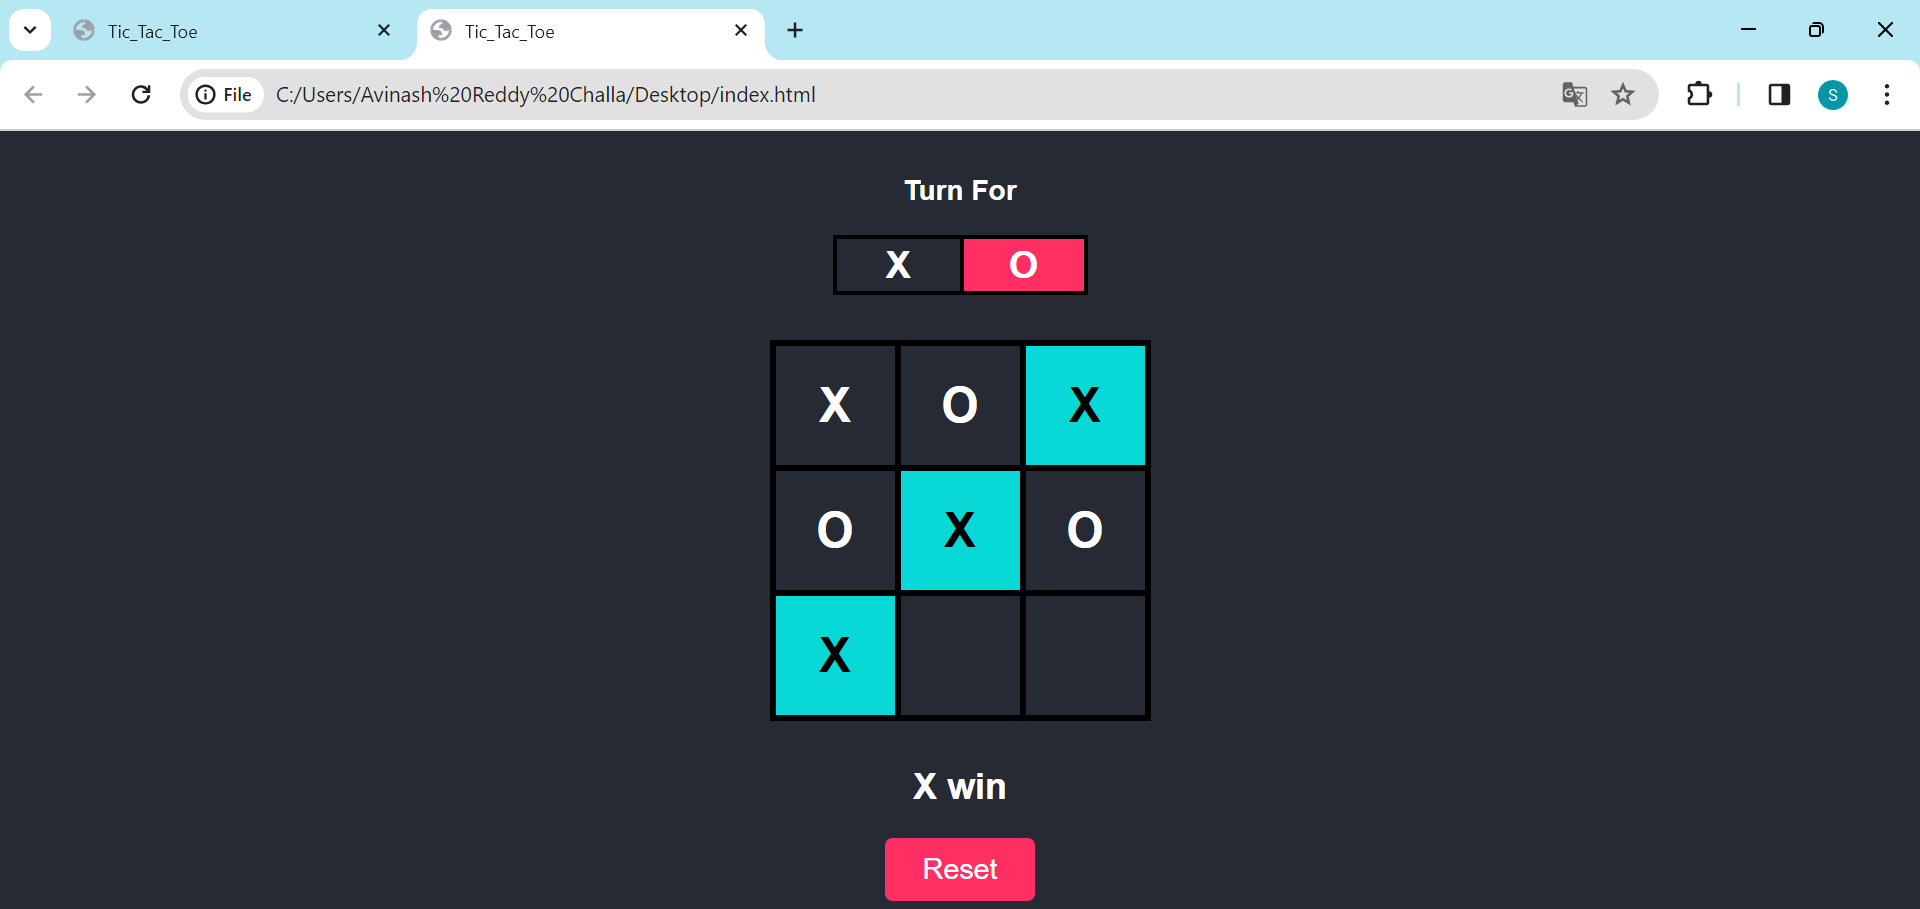 Tic_Tac_Toe
Tic_Tac_Toe
File C:/Users/Avinash%20Reddy%20Challa/Desktop/index.html
S
Turn For
X O
X O X
O X O
X
X win
Reset